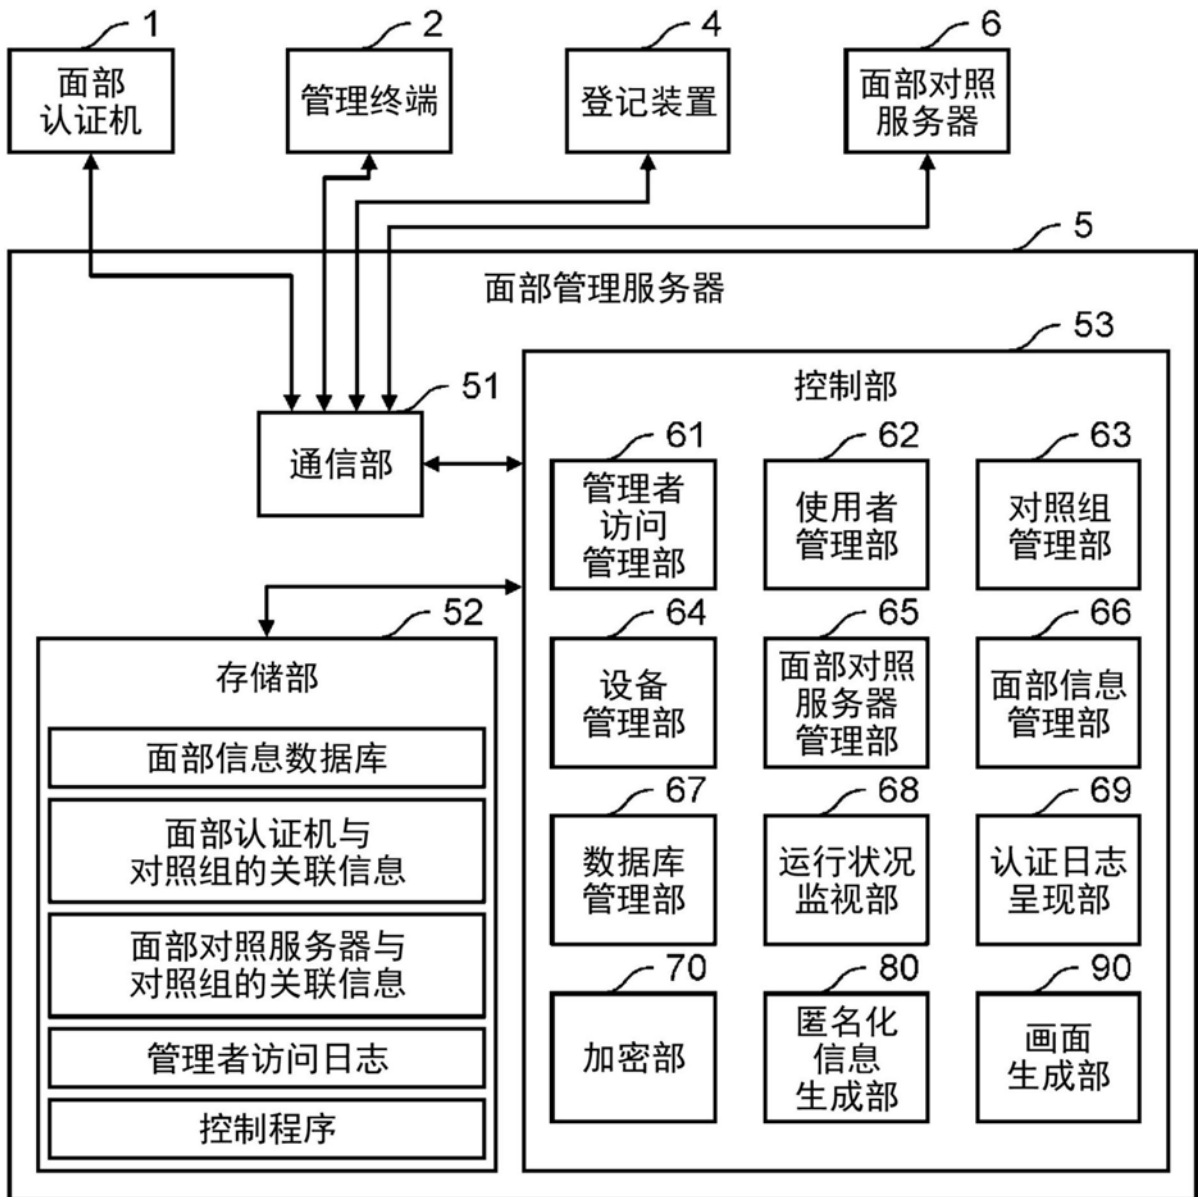 1
面部
认证机
2
管理终端
4
登记装置
6
面部对照
服务器
5
面部管理服务器
51
通信部
53
控制部
61
管理者
访问
管理部
62
使用者
管理部
63
对照组
管理部
64
设备
管理部
65
面部对照
服务器
管理部
66
面部信息
管理部
67
数据库
管理部
68
运行状况
监视部
69
认证日志
呈现部
70
加密部
80
匿名化
信息
生成部
90
画面
生成部
52
存储部
面部信息数据库
面部认证机与
对照组的关联信息
面部对照服务器与
对照组的关联信息
管理者访问日志
控制程序